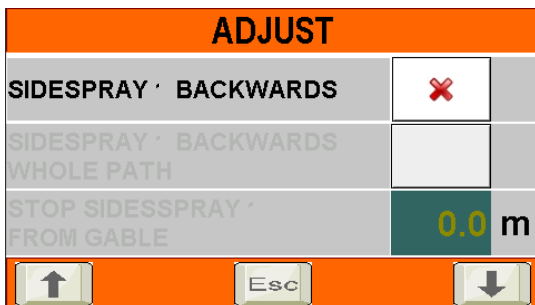 ADJUST
SIDESPRAY ' BACKWARDS
SIDESPRAY ' BACKWARDS
WHOLE PATH
STOP SIDESSPRAY '
FROM GABLE
0.0 m
Esc